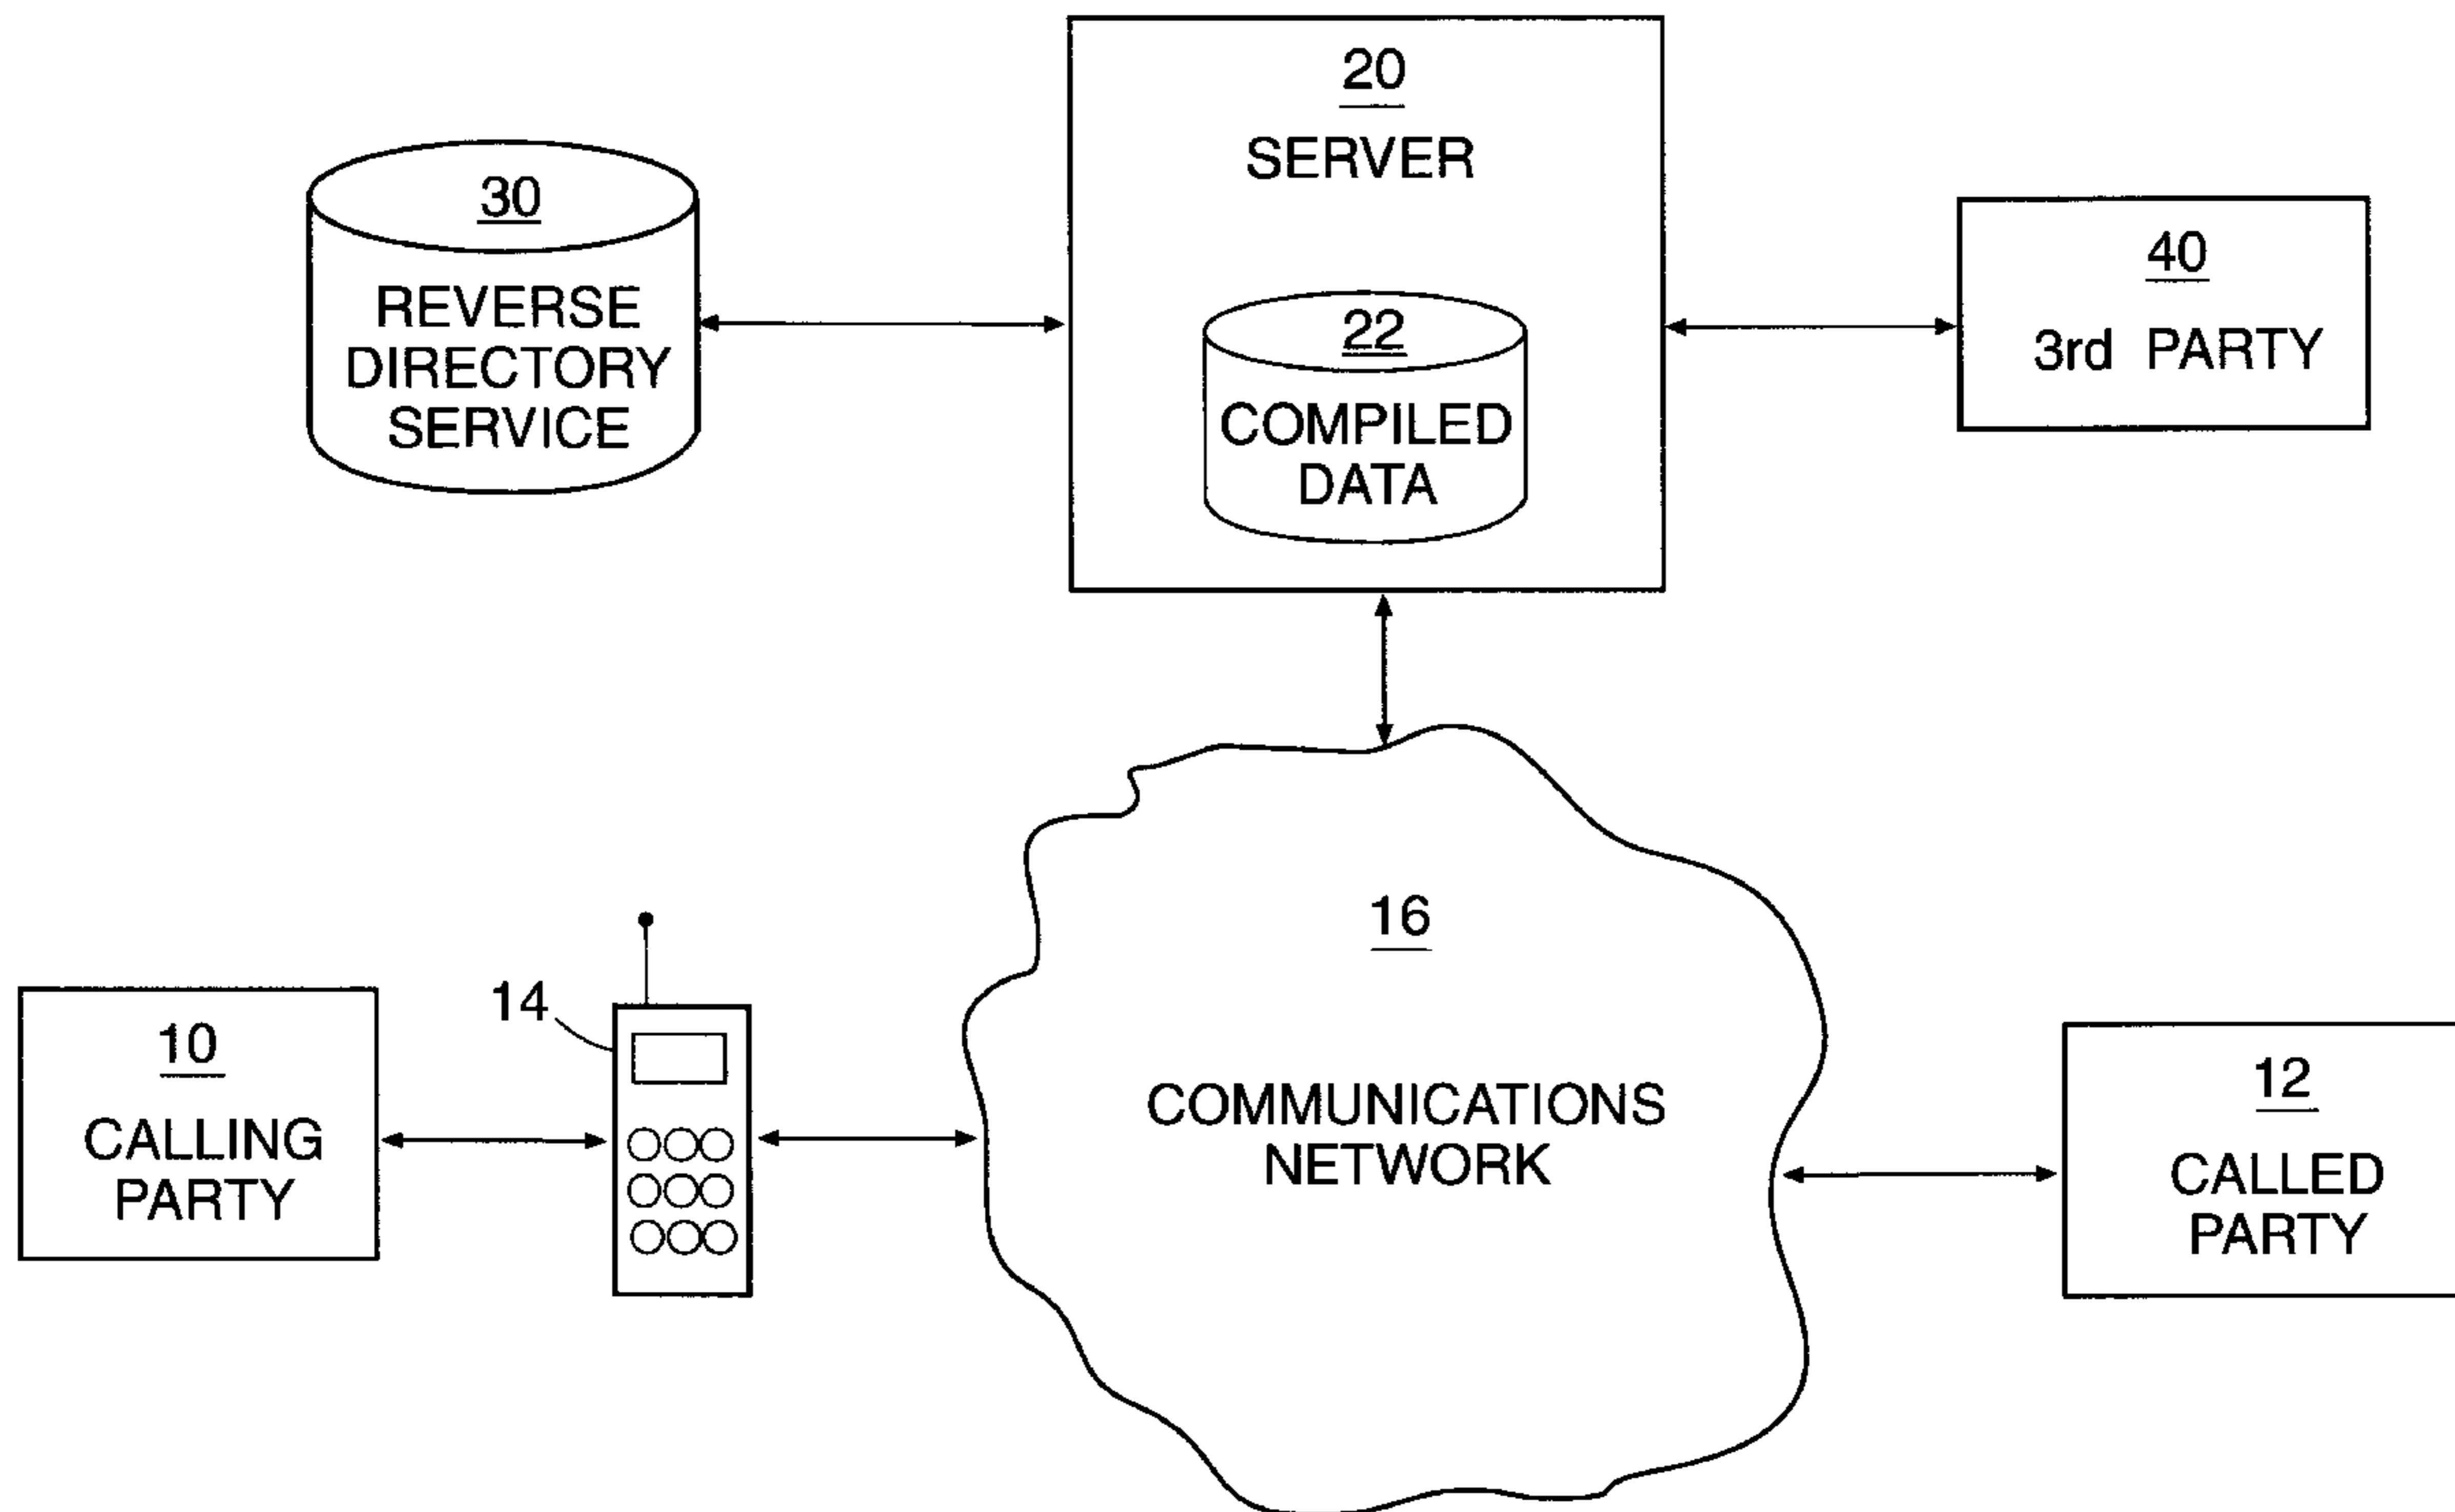 20
SERVER
30
REVERSE
DIRECTORY
SERVICE
22
COMPILED
DATA
40
3rd PARTY
16
COMMUNICATIONS
NETWORK
14
10
CALLING
PARTY
12
CALLED
PARTY